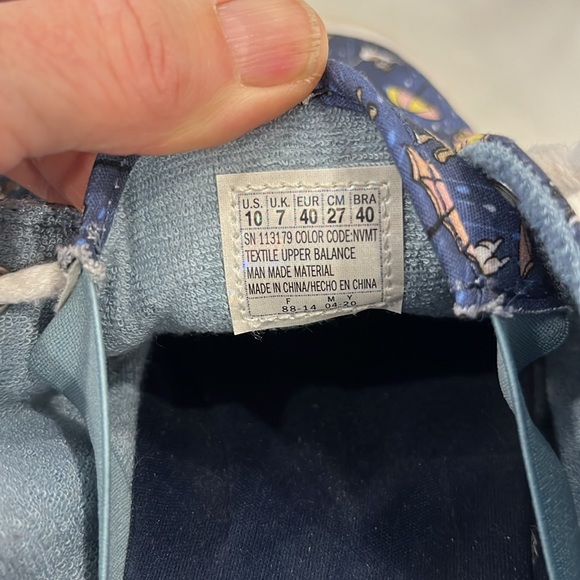 U.S. U.K. EUR CM BRA
10 7 40 27 40
SN 113179 COLOR CODE:NVMT
TEXTILE UPPER BALANCE
MAN MADE MATERIAL
MADE IN CHINA/HECHO EN CHINA
F M Y
88-14 04-20